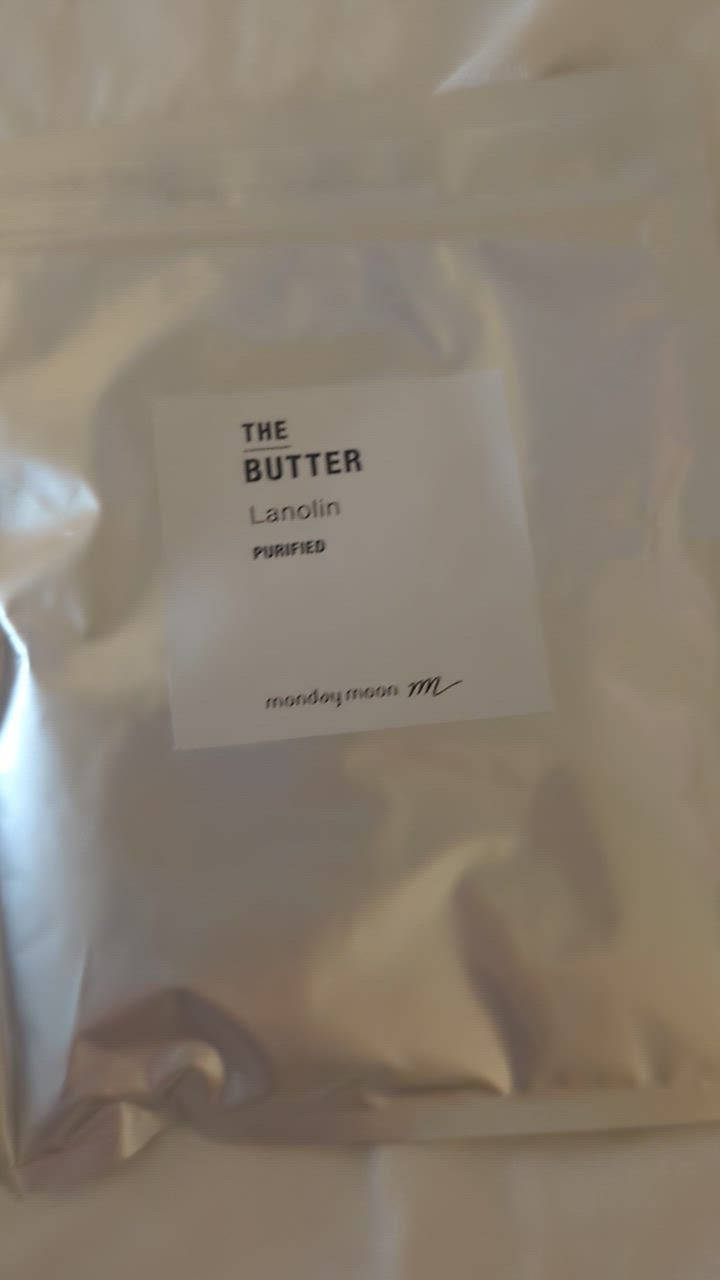 THE
BUTTER
Lanolin
PURIFIED
monday moon m